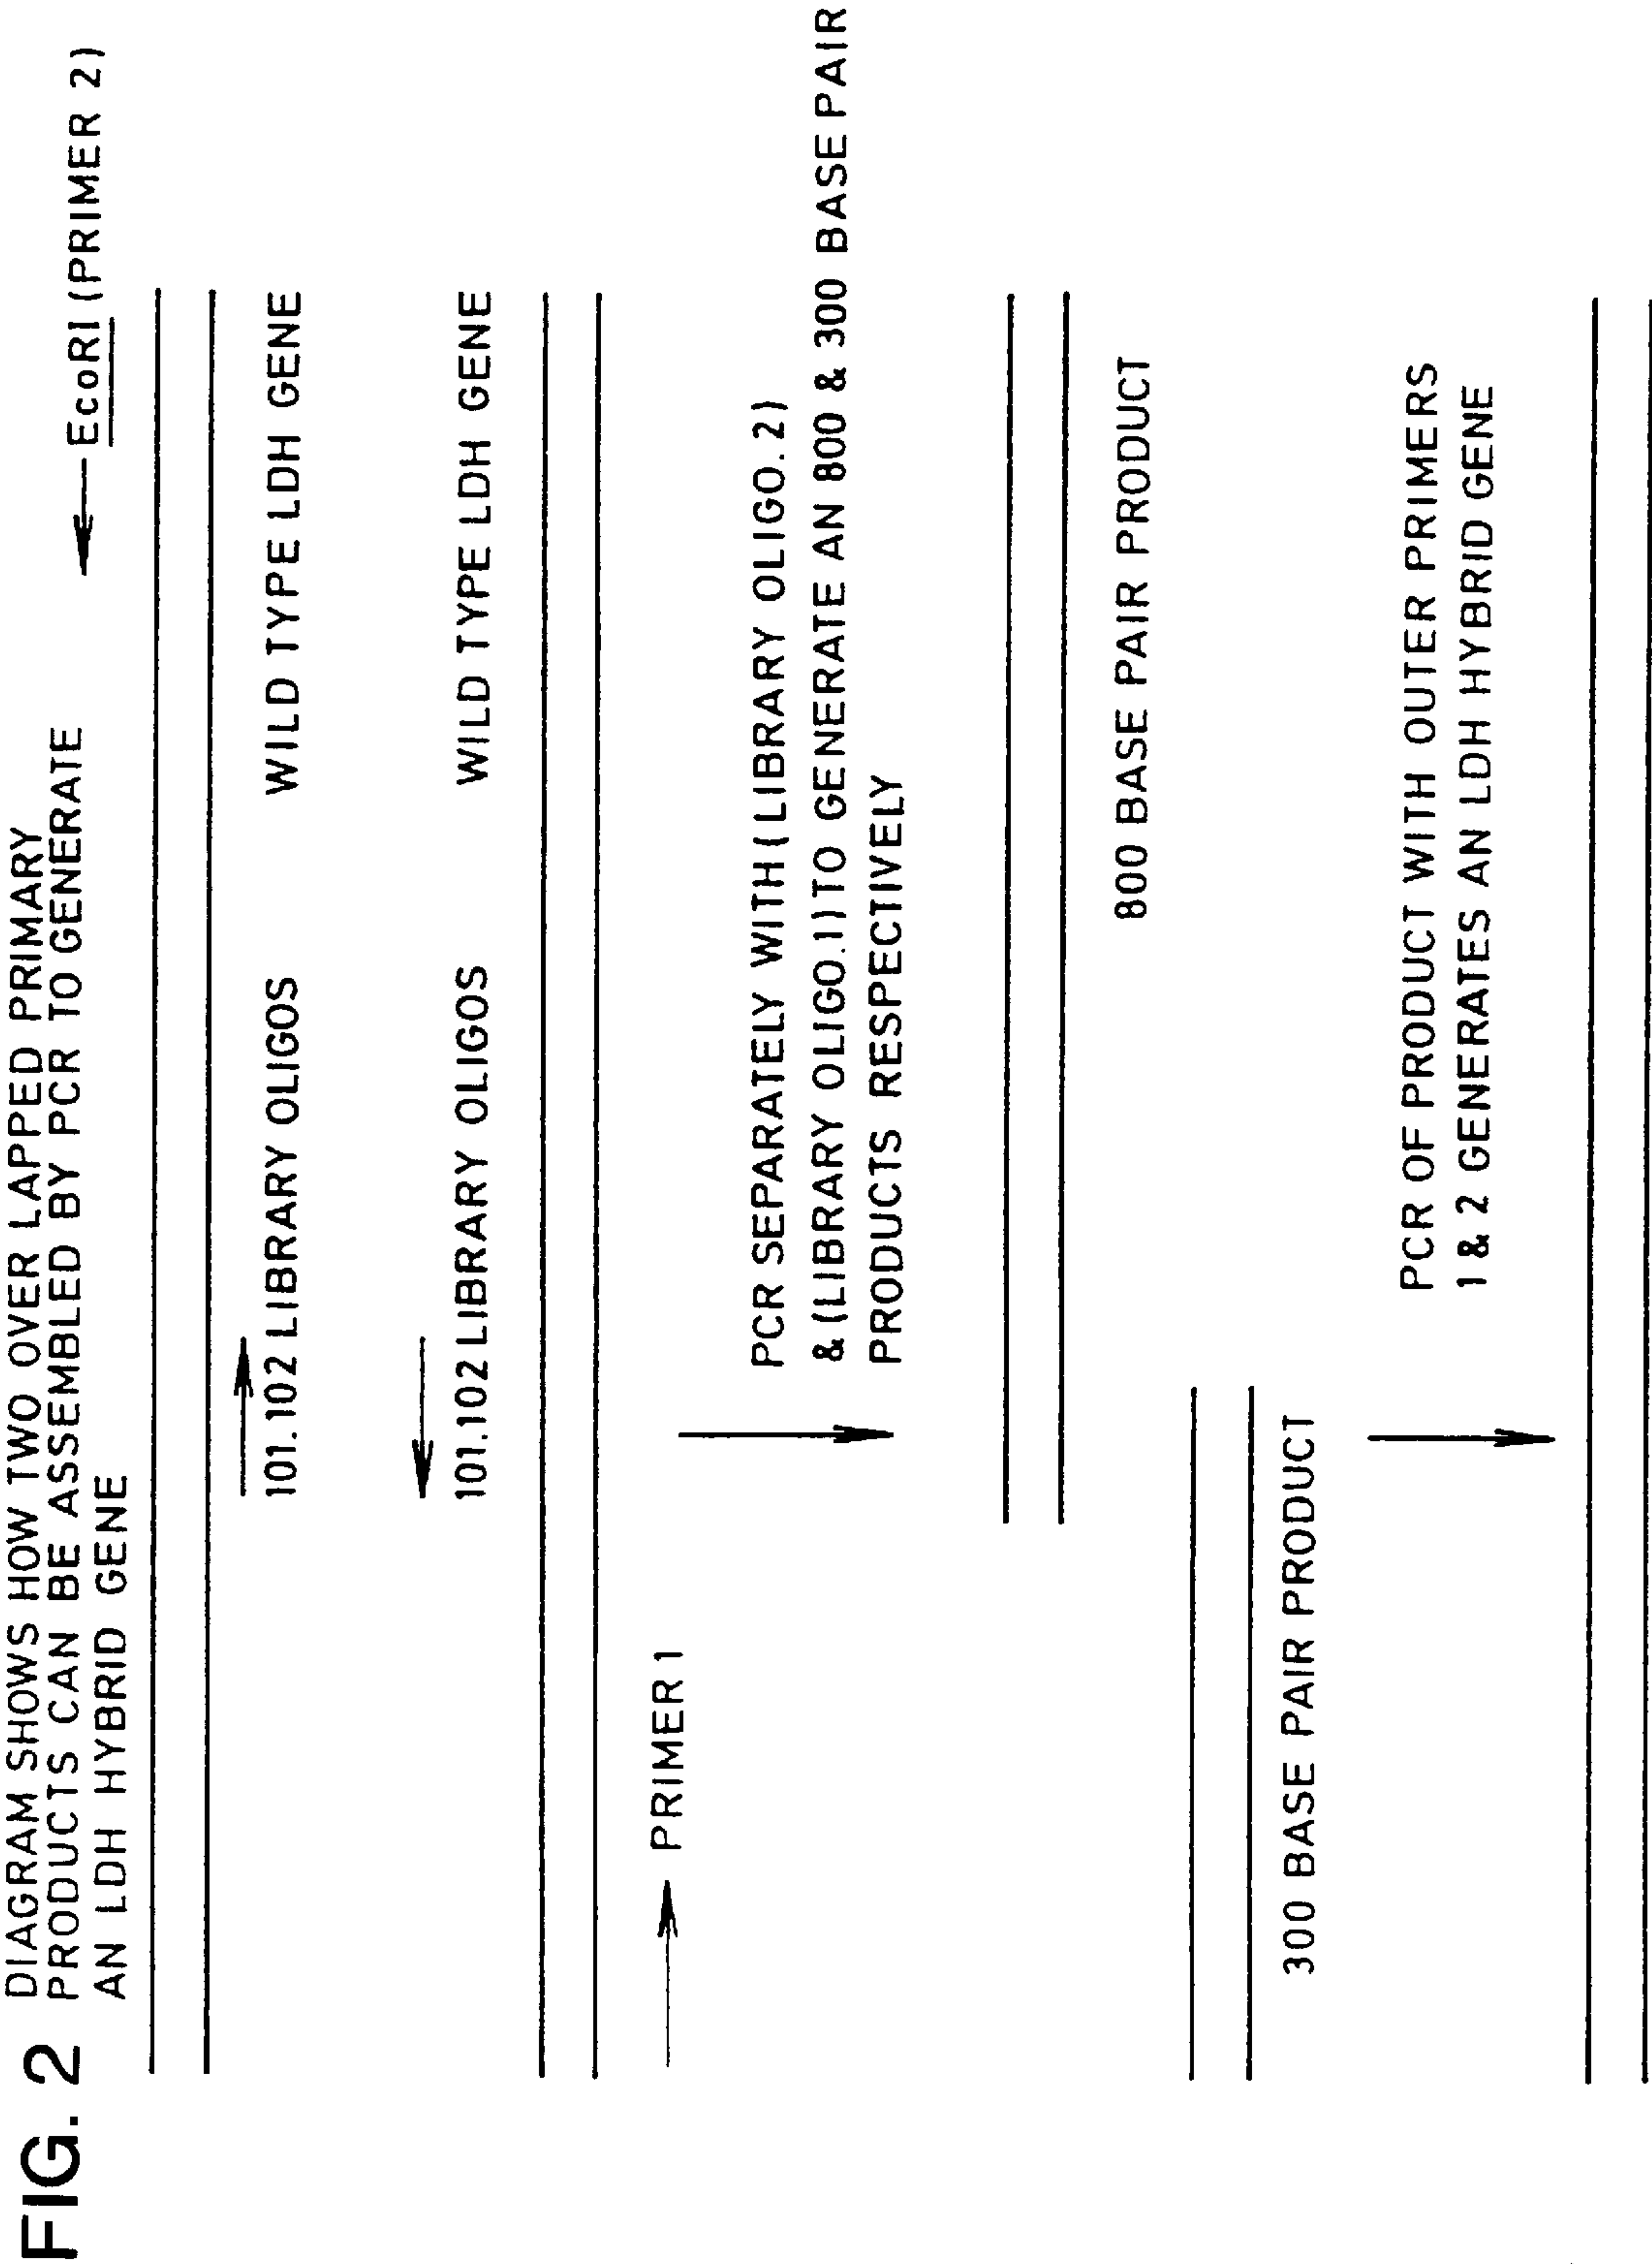 FIG. 2 DIAGRAM SHOWS HOW TWO OVER LAPPED PRIMARY
PRODUCTS CAN BE ASSEMBLED BY PCR TO GENERATE
AN LDH HYBRID GENE
EcoRI (PRIMER 2)
101.102 LIBRARY OLIGOS WILD TYPE LDH GENE
101.102 LIBRARY OLIGOS WILD TYPE LDH GENE
PRIMER 1
PCR SEPARATELY WITH (LIBRARY OLIGO. 2)
& (LIBRARY OLIGO.1) TO GENERATE AN 800 & 300 BASE PAIR
PRODUCTS RESPECTIVELY
800 BASE PAIR PRODUCT
300 BASE PAIR PRODUCT
PCR OF PRODUCT WITH OUTER PRIMERS
1 & 2 GENERATES AN LDH HYBRID GENE